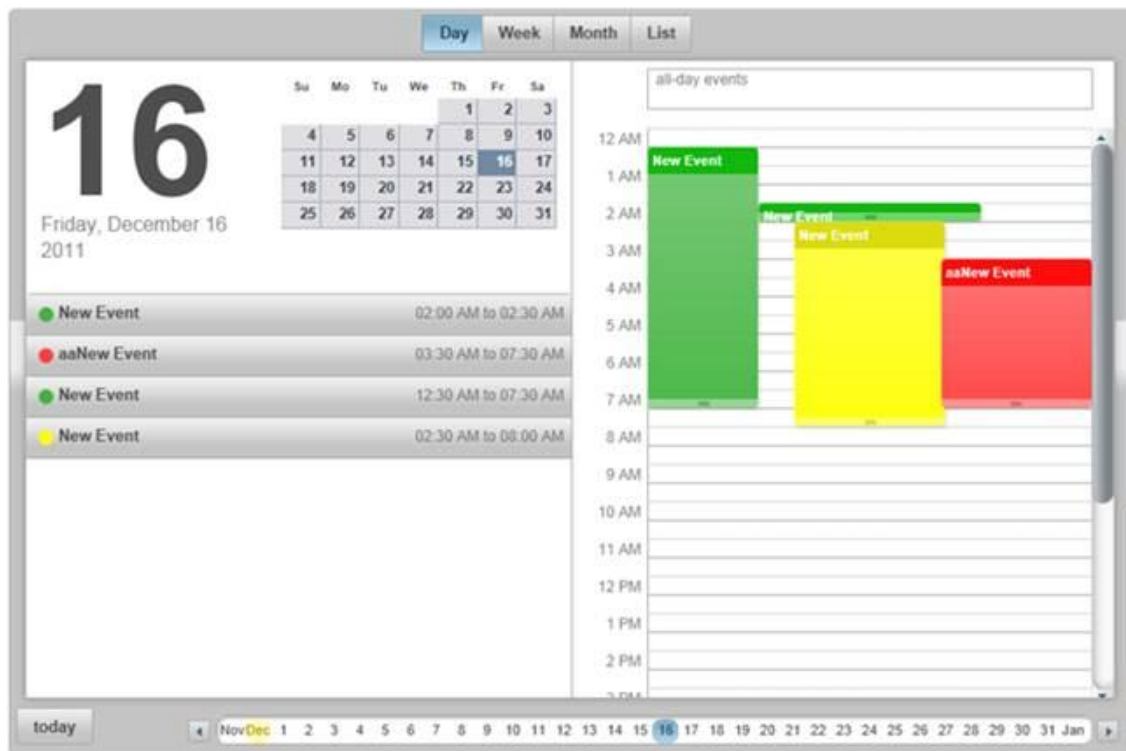 Day Week Month List
16
Friday, December 16
2011
Su Mo Tu We Th Fr Sa
1 2 3
4 5 6 7 8 9 10
11 12 13 14 15 16 17
18 19 20 21 22 23 24
25 26 27 28 29 30 31
New Event 02:00 AM to 02:30 AM
aaNew Event 03:30 AM to 07:30 AM
New Event 12:30 AM to 07:30 AM
New Event 02:30 AM to 08:00 AM
all-day events
12 AM
New Event
1 AM
2 AM
New Event
New Event
3 AM
aaNew Event
4 AM
5 AM
6 AM
7 AM
8 AM
9 AM
10 AM
11 AM
12 PM
1 PM
2 PM
today
Nov Dec 1 2 3 4 5 6 7 8 9 10 11 12 13 14 15 16 17 18 19 20 21 22 23 24 25 26 27 28 29 30 31 Jan